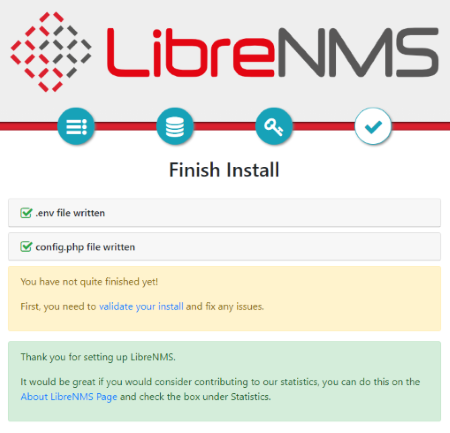 LibreNMS
Finish Install
.env file written
config.php file written
You have not quite finished yet!
First, you need to validate your install and fix any issues.
Thank you for setting up LibreNMS.
It would be great if you would consider contributing to our statistics, you can do this on the
About LibreNMS Page and check the box under Statistics.